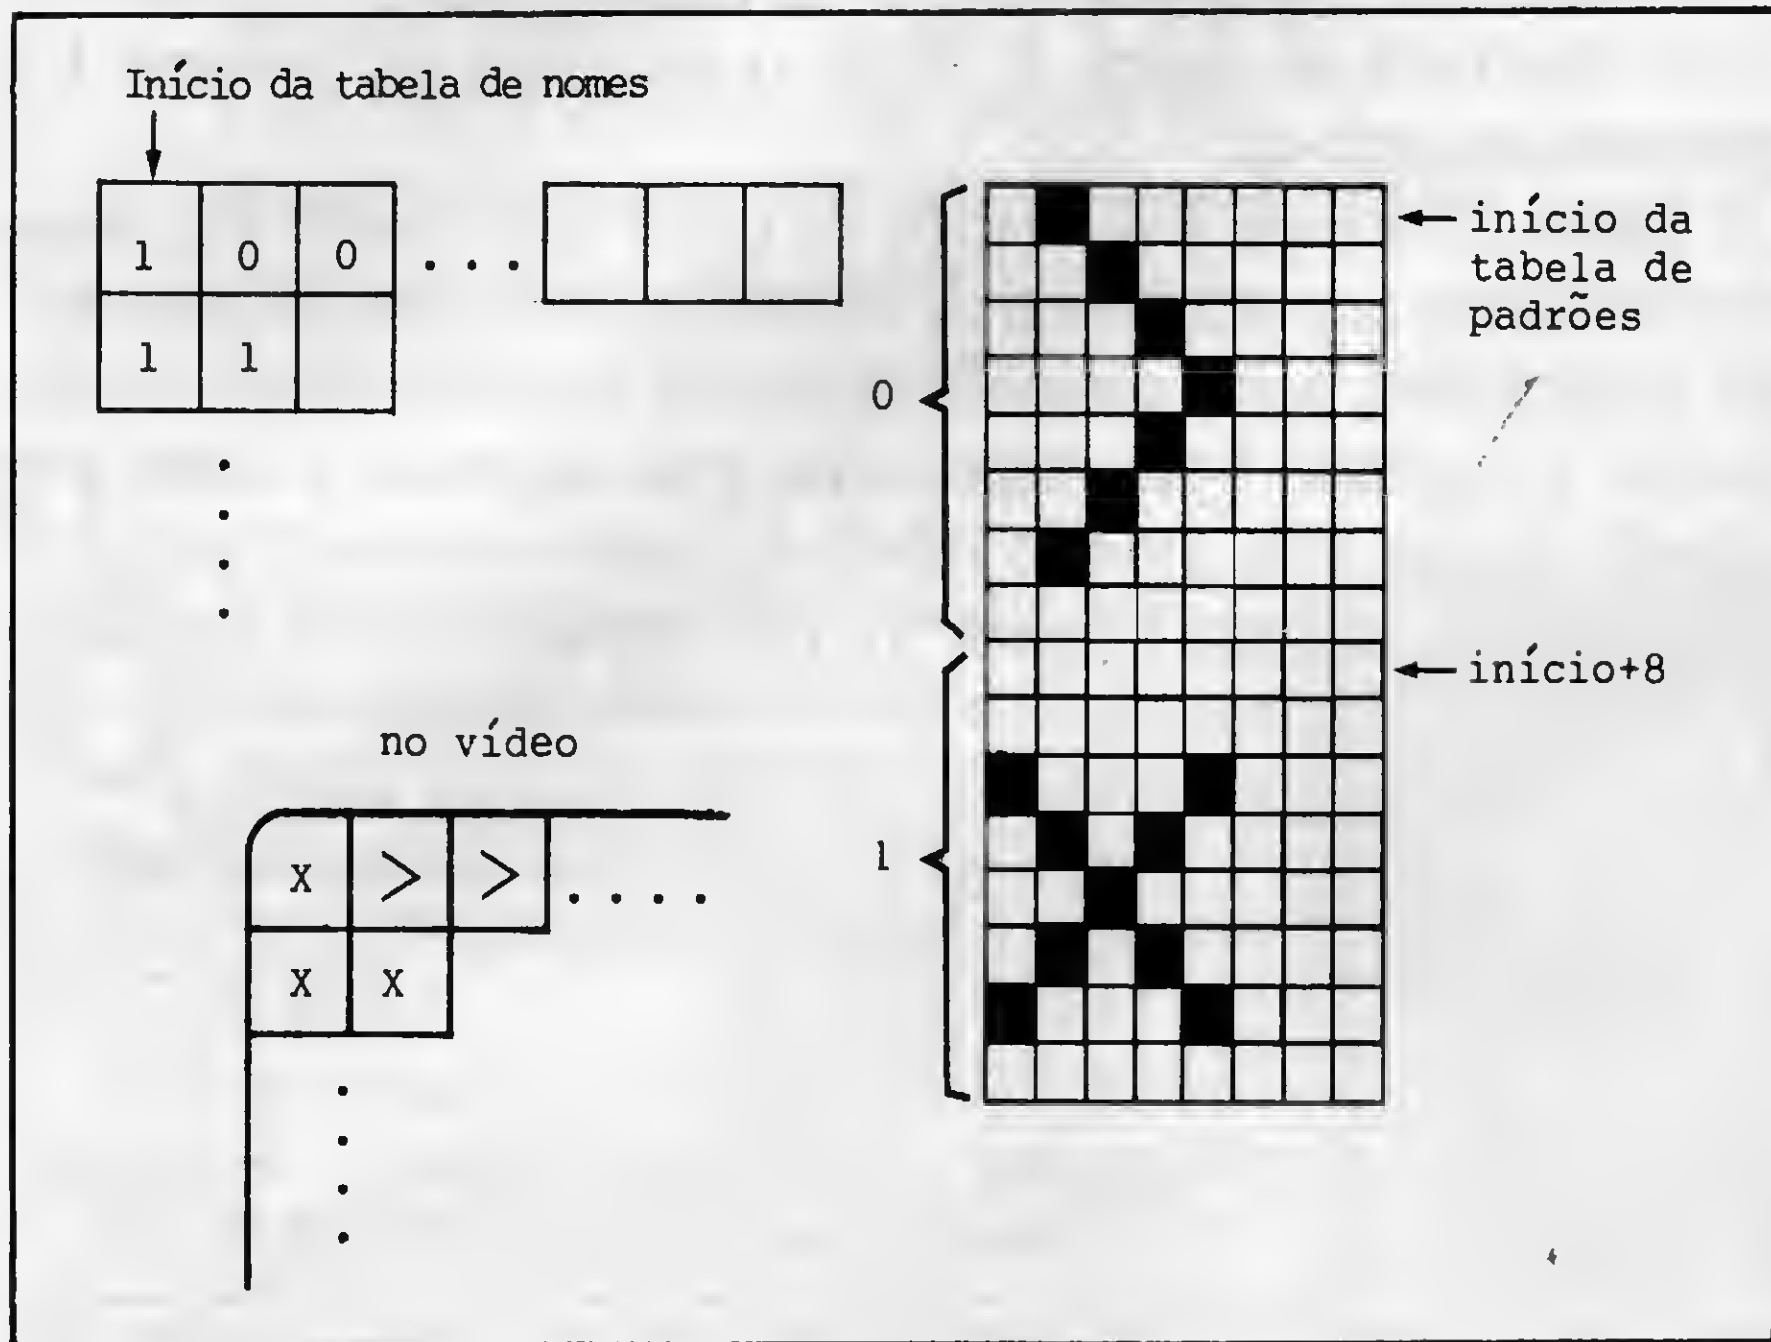 Início da tabela de nomes
1 0 0 ...
1 1
0
início da
tabela de
padrões
início+8
1
no vídeo
x > > ....
x x